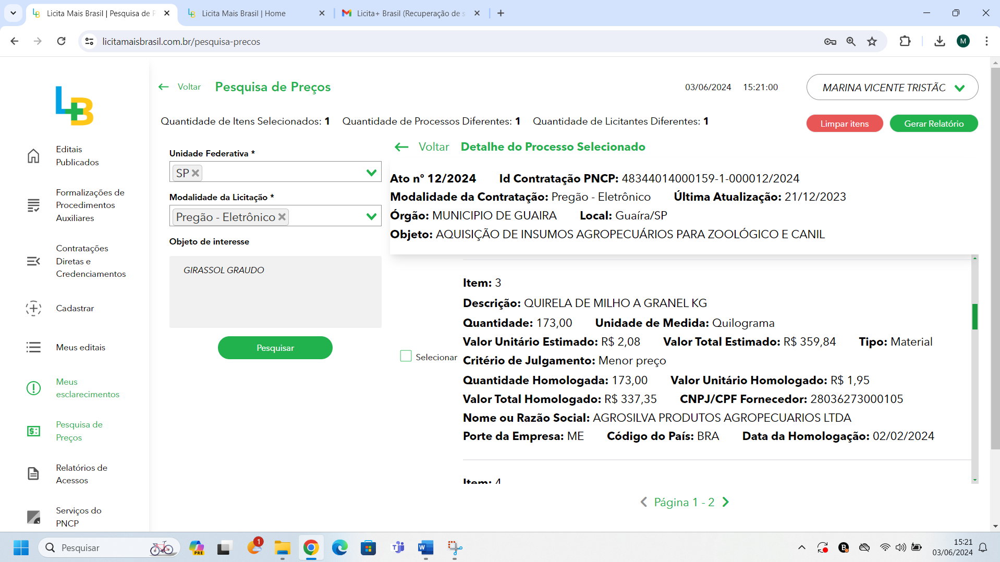 Licita Mais Brasil | Pesquisa de P
Licita Mais Brasil | Home
Licita+ Brasil (Recuperação de s
licitamaisbrasil.com.br/pesquisa-precos
M
Voltar
Pesquisa de Preços
03/06/2024 15:21:00
MARINA VICENTE TRISTÃO
Quantidade de Itens Selecionados: 1 Quantidade de Processos Diferentes: 1 Quantidade de Licitantes Diferentes: 1
Limpar itens
Gerar Relatório
LB
Editais
Publicados
Formalizações de
Procedimentos
Auxiliares
Contratações
Diretas e
Credenciamentos
Cadastrar
Meus editais
Meus
esclarecimentos
Pesquisa de
Preços
Relatórios de
Acessos
Serviços do
PNCP
Unidade Federativa *
SP
Modalidade da Licitação *
Pregão - Eletrônico
Objeto de interesse
GIRASSOL GRAUDO
Pesquisar
Voltar Detalhe do Processo Selecionado
Ato n° 12/2024 Id Contratação PNCP: 48344014000159-1-000012/2024
Modalidade da Contratação: Pregão - Eletrônico Última Atualização: 21/12/2023
Órgão: MUNICIPIO DE GUAIRA Local: Guaíra/SP
Objeto: AQUISIÇÃO DE INSUMOS AGROPECUÁRIOS PARA ZOOLÓGICO E CANIL
Selecionar
Item: 3
Descrição: QUIRELA DE MILHO A GRANEL KG
Quantidade: 173,00 Unidade de Medida: Quilograma
Valor Unitário Estimado: R$ 2,08 Valor Total Estimado: R$ 359,84 Tipo: Material
Critério de Julgamento: Menor preço
Quantidade Homologada: 173,00 Valor Unitário Homologado: R$ 1,95
Valor Total Homologado: R$ 337,35 CNPJ/CPF Fornecedor: 28036273000105
Nome ou Razão Social: AGROSILVA PRODUTOS AGROPECUARIOS LTDA
Porte da Empresa: ME Código do País: BRA Data da Homologação: 02/02/2024
Item: 4
Página 1 - 2
Pesquisar
PRE
1
15:21
03/06/2024